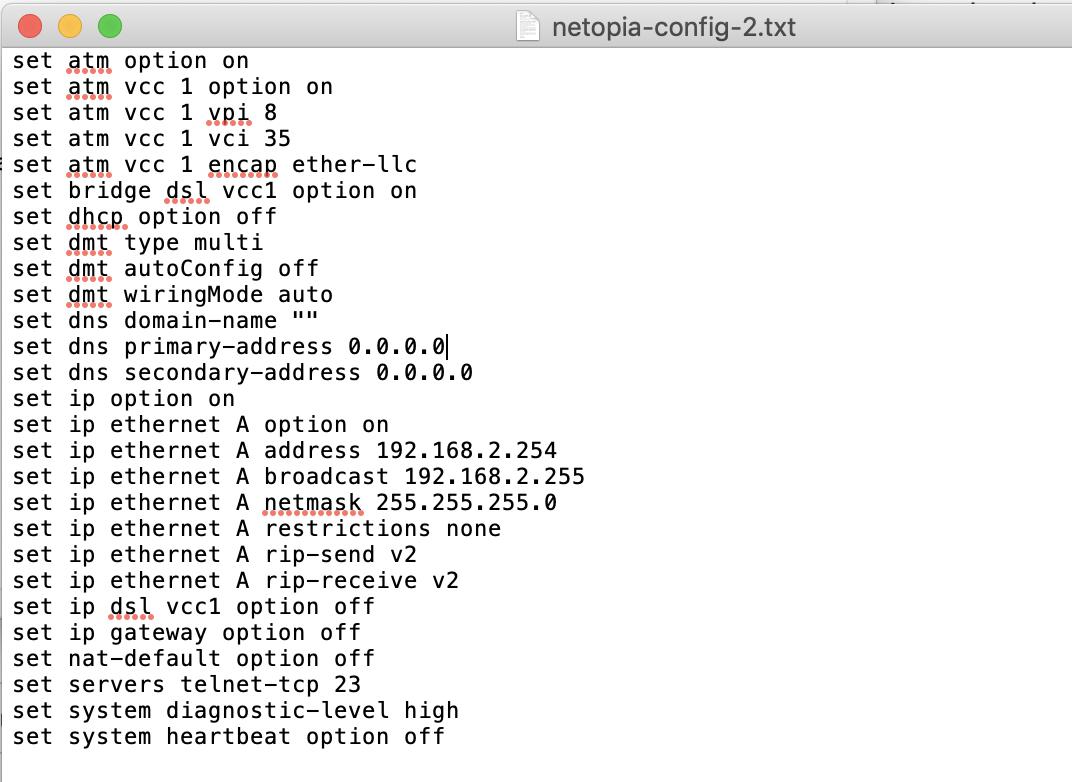 netopia-config-2.txt
set atm option on
set atm vcc 1 option on
set atm vcc 1 vpi 8
set atm vcc 1 vci 35
set atm vcc 1 encap ether-llc
set bridge dsl vcc1 option on
set dhcp option off
set dmt type multi
set dmt autoConfig off
set dmt wiringMode auto
set dns domain-name ""
set dns primary-address 0.0.0.0
set dns secondary-address 0.0.0.0
set ip option on
set ip ethernet A option on
set ip ethernet A address 192.168.2.254
set ip ethernet A broadcast 192.168.2.255
set ip ethernet A netmask 255.255.255.0
set ip ethernet A restrictions none
set ip ethernet A rip-send v2
set ip ethernet A rip-receive v2
set ip dsl vcc1 option off
set ip gateway option off
set nat-default option off
set servers telnet-tcp 23
set system diagnostic-level high
set system heartbeat option off